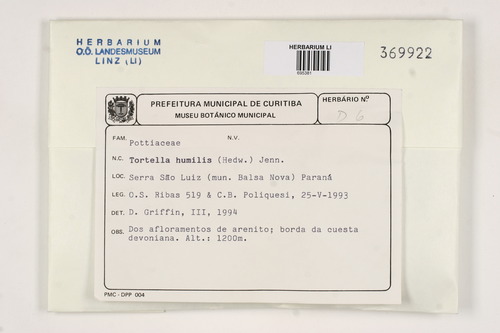 HERBARIUM
O.Ö. LANDESMUSEUM
LINZ (LI)
HERBARIUM LI
369922
PREFEITURA MUNICIPAL DE CURITIBA
MUSEU BOTÂNICO MUNICIPAL
HERBÁRIO N.º
D G
FAM. Pottiaceae N.V.
N.C. Tortella humilis (Hedw.) Jenn.
LOC. Serra São Luiz (mun. Balsa Nova) Paraná
LEG. O.S. Ribas 519 & C.B. Poliquesi, 25-V-1993
DET. D. Griffin, III, 1994
OBS. Dos afloramentos de arenito; borda da cuesta
devoniana. Alt.: 1200m.
PMC - DPP 004